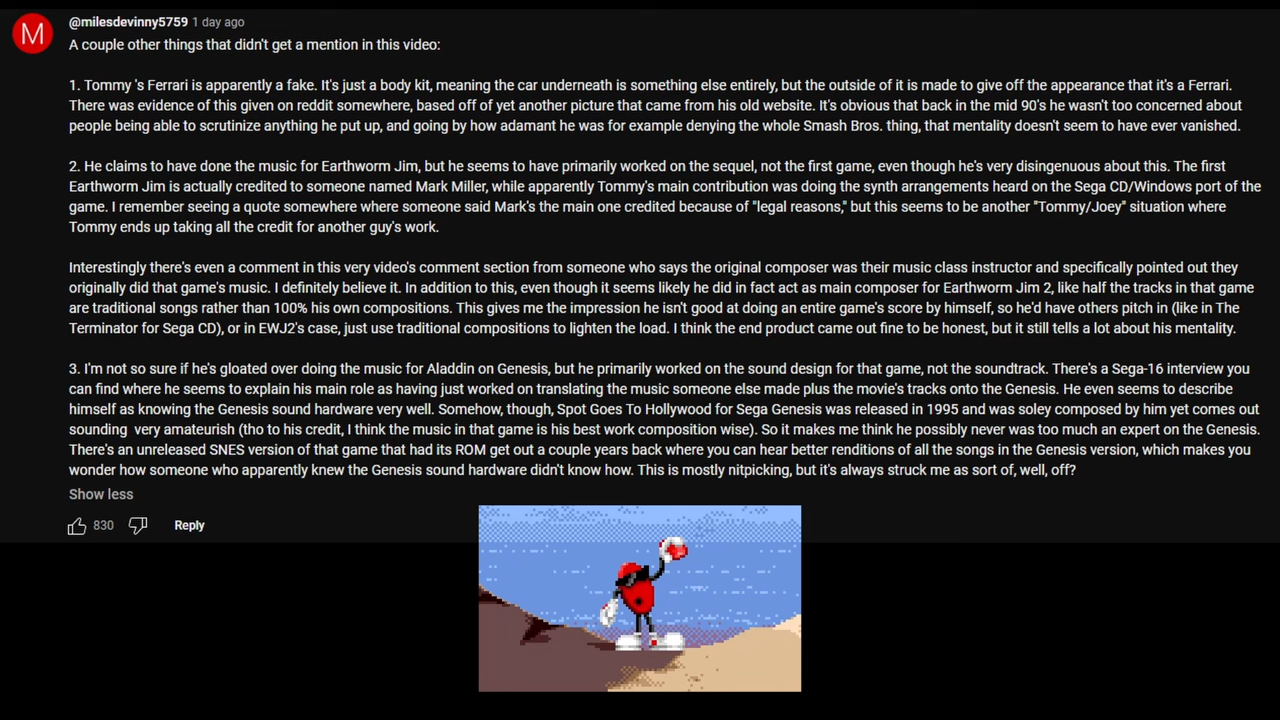 M
@milesdevinny5759 1 day ago
A couple other things that didn't get a mention in this video:
1. Tommy 's Ferrari is apparently a fake. It's just a body kit, meaning the car underneath is something else entirely, but the outside of it is made to give off the appearance that it's a Ferrari.
There was evidence of this given on reddit somewhere, based off of yet another picture that came from his old website. It's obvious that back in the mid 90's he wasn't too concerned about
people being able to scrutinize anything he put up, and going by how adamant he was for example denying the whole Smash Bros. thing, that mentality doesn't seem to have ever vanished.
2. He claims to have done the music for Earthworm Jim, but he seems to have primarily worked on the sequel, not the first game, even though he's very disingenuous about this. The first
Earthworm Jim is actually credited to someone named Mark Miller, while apparently Tommy's main contribution was doing the synth arrangements heard on the Sega CD/Windows port of the
game. I remember seeing a quote somewhere where someone said Mark's the main one credited because of "legal reasons," but this seems to be another "Tommy/Joey" situation where
Tommy ends up taking all the credit for another guy's work.
Interestingly there's even a comment in this very video's comment section from someone who says the original composer was their music class instructor and specifically pointed out they
originally did that game's music. I definitely believe it. In addition to this, even though it seems likely he did in fact act as main composer for Earthworm Jim 2, like half the tracks in that game
are traditional songs rather than 100% his own compositions. This gives me the impression he isn't good at doing an entire game's score by himself, so he'd have others pitch in (like in The
Terminator for Sega CD), or in EWJ2's case, just use traditional compositions to lighten the load. I think the end product came out fine to be honest, but it still tells a lot about his mentality.
3. I'm not so sure if he's gloated over doing the music for Aladdin on Genesis, but he primarily worked on the sound design for that game, not the soundtrack. There's a Sega-16 interview you
can find where he seems to explain his main role as having just worked on translating the music someone else made plus the movie's tracks onto the Genesis. He even seems to describe
himself as knowing the Genesis sound hardware very well. Somehow, though, Spot Goes To Hollywood for Sega Genesis was released in 1995 and was soley composed by him yet comes out
sounding very amateurish (tho to his credit, I think the music in that game is his best work composition wise). So it makes me think he possibly never was too much an expert on the Genesis.
There's an unreleased SNES version of that game that had its ROM get out a couple years back where you can hear better renditions of all the songs in the Genesis version, which makes you
wonder how someone who apparently knew the Genesis sound hardware didn't know how. This is mostly nitpicking, but it's always struck me as sort of, well, off?
Show less
830 Reply